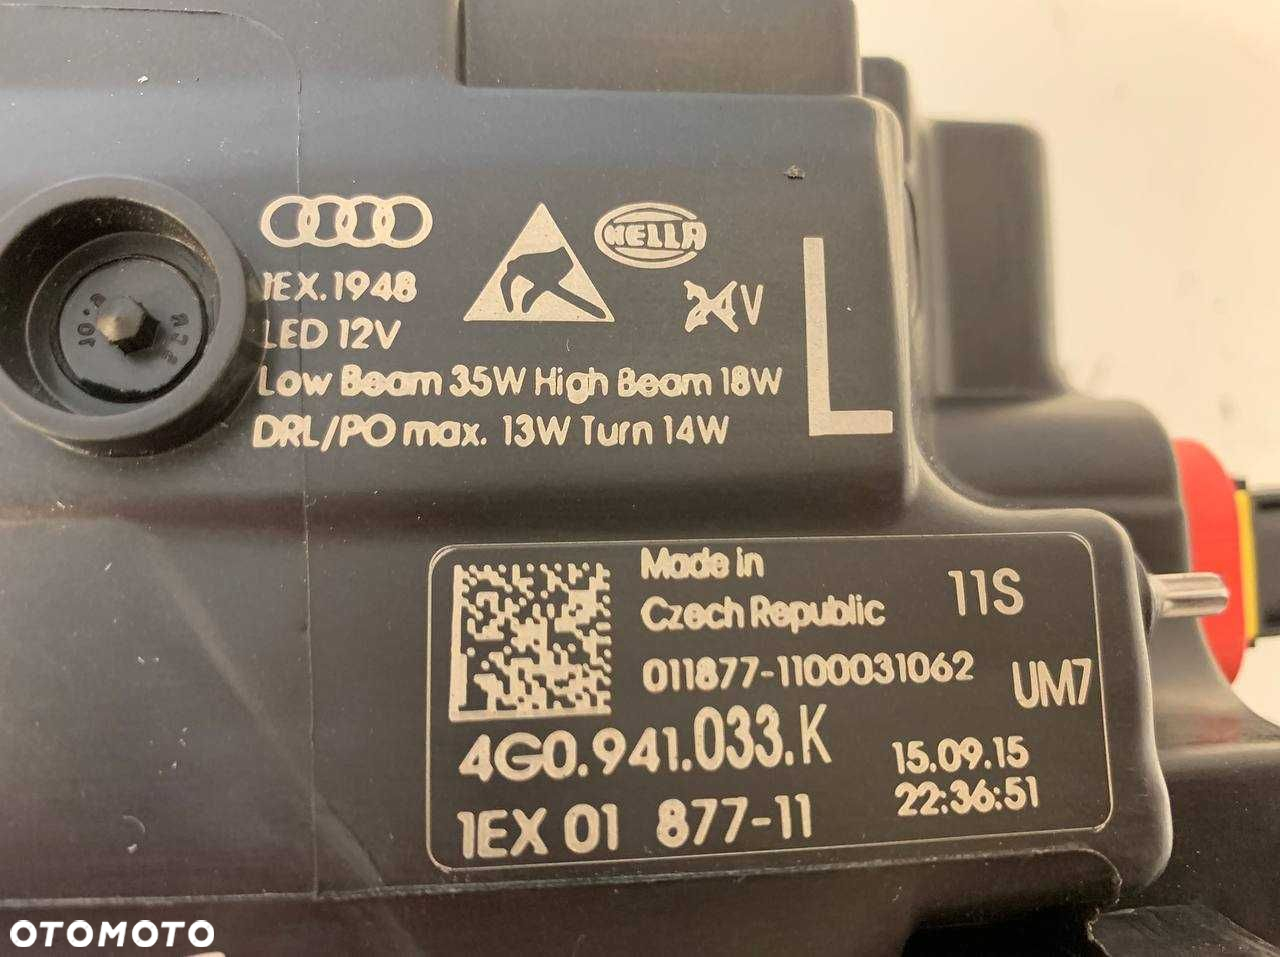 HELLA
1EX.1948
24V
LED 12V
Low Beam 35W High Beam 18W
DRL/PO max. 13W Turn 14W
L
Made in
Czech Republic
11S
011877-1100031062
UM7
4G0.941.033.K
15.09.15
22:36:51
1EX 01 877-11
OTOMOTO